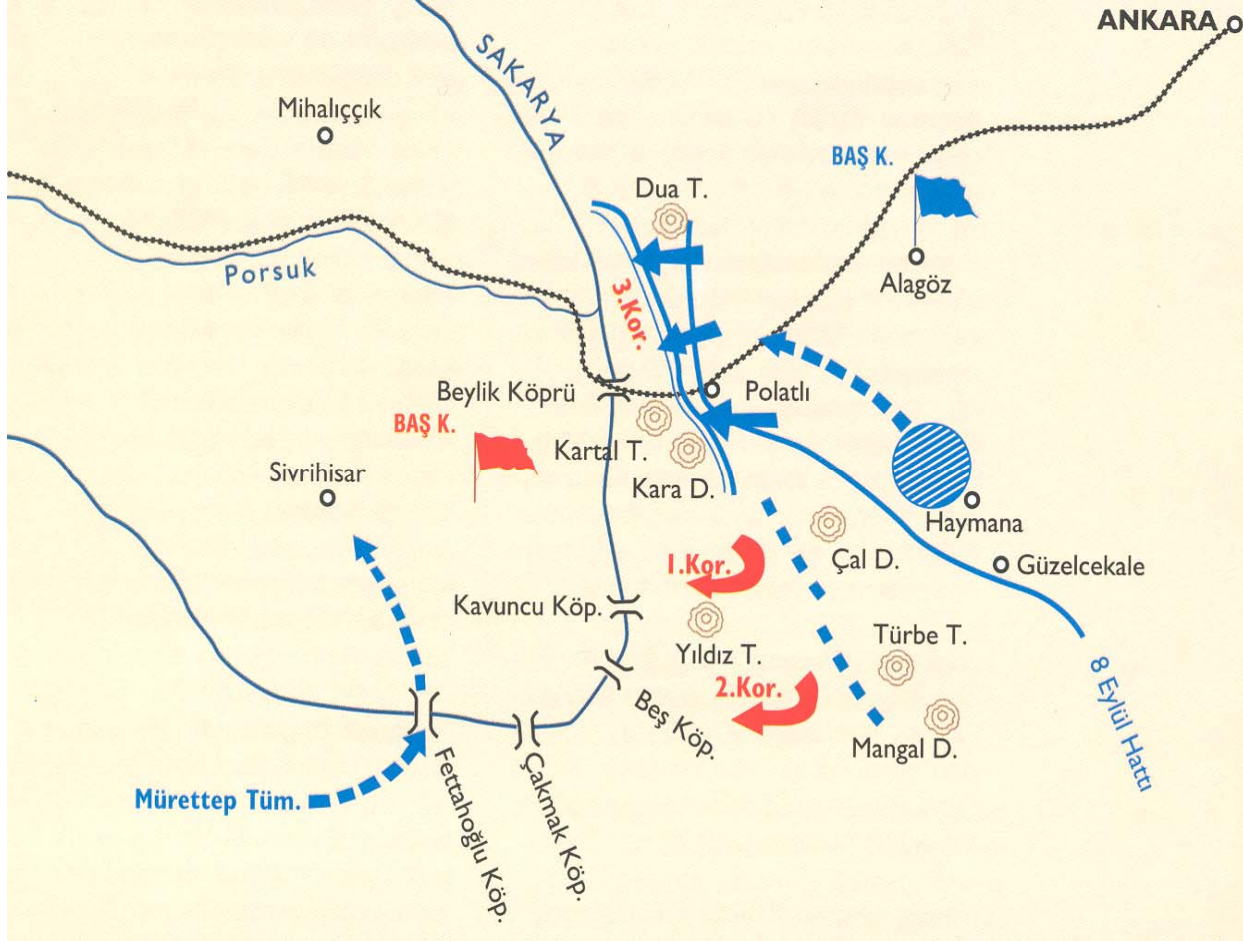 ANKARA
SAKARYA
Mihalıççık
BAŞ K.
Dua T.
Porsuk
Alagöz
3.Kor.
Beylik Köprü
Polatlı
BAŞ K.
Kartal T.
Sivrihisar
Kara D.
Haymana
Çal D.
Güzelcekale
1.Kor.
Kavuncu Köp.
Türbe T.
Yıldız T.
2.Kor.
8 Eylül Hattı
Beş Köp.
Mangal D.
Mürettep Tüm.
Fettahoğlu Köp.
Çakmak Köp.